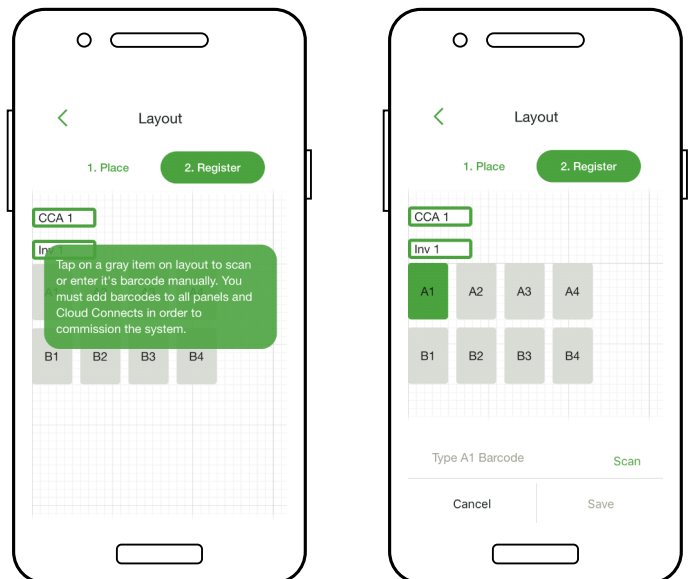 Layout
1. Place
2. Register
CCA 1
Inv 1
Tap on a gray item on layout to scan
or enter it's barcode manually. You
must add barcodes to all panels and
Cloud Connects in order to
commission the system.
B1 B2 B3 B4
Layout
1. Place
2. Register
CCA 1
Inv 1
A1 A2 A3 A4
B1 B2 B3 B4
Type A1 Barcode
Scan
Cancel
Save